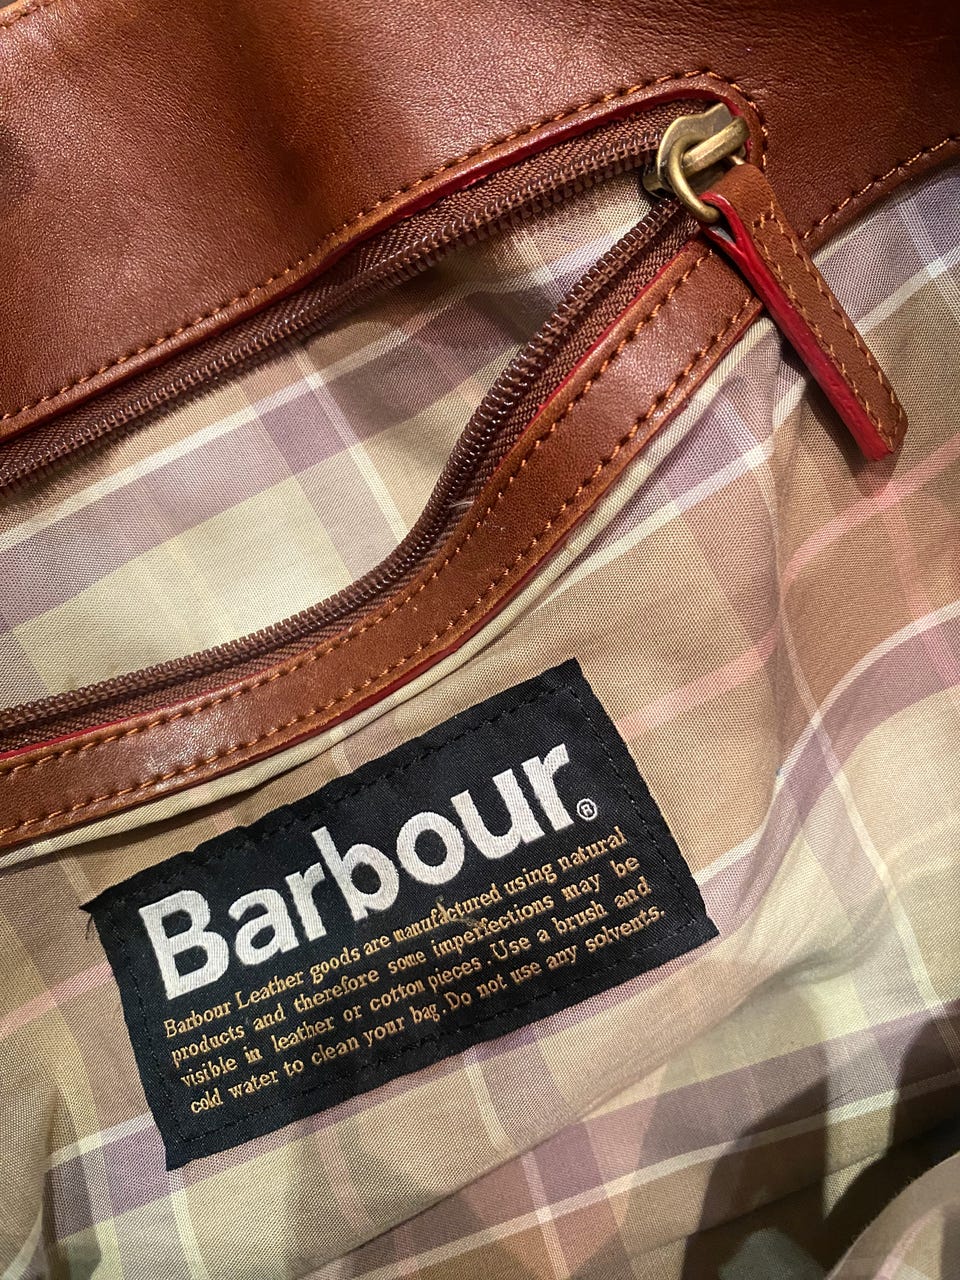 Barbour®
Barbour Leather goods are manufactured using natural
products and therefore some imperfections may be
visible in leather or cotton pieces. Use a brush and
cold water to clean your bag. Do not use any solvents.